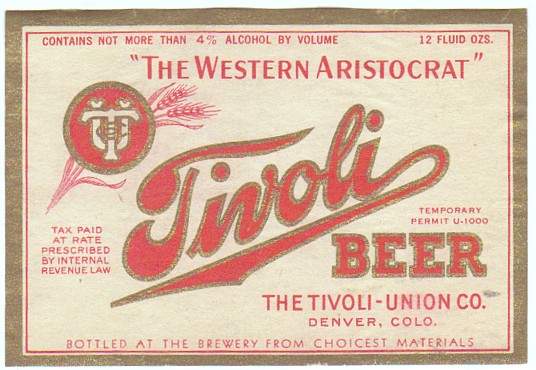 CONTAINS NOT MORE THAN 4% ALCOHOL BY VOLUME 12 FLUID OZS.
"THE WESTERN ARISTOCRAT"
Tivoli
TEMPORARY
PERMIT U-1000
BEER
TAX PAID
AT RATE
PRESCRIBED
BY INTERNAL
REVENUE LAW
THE TIVOLI-UNION CO.
DENVER, COLO.
BOTTLED AT THE BREWERY FROM CHOICEST MATERIALS